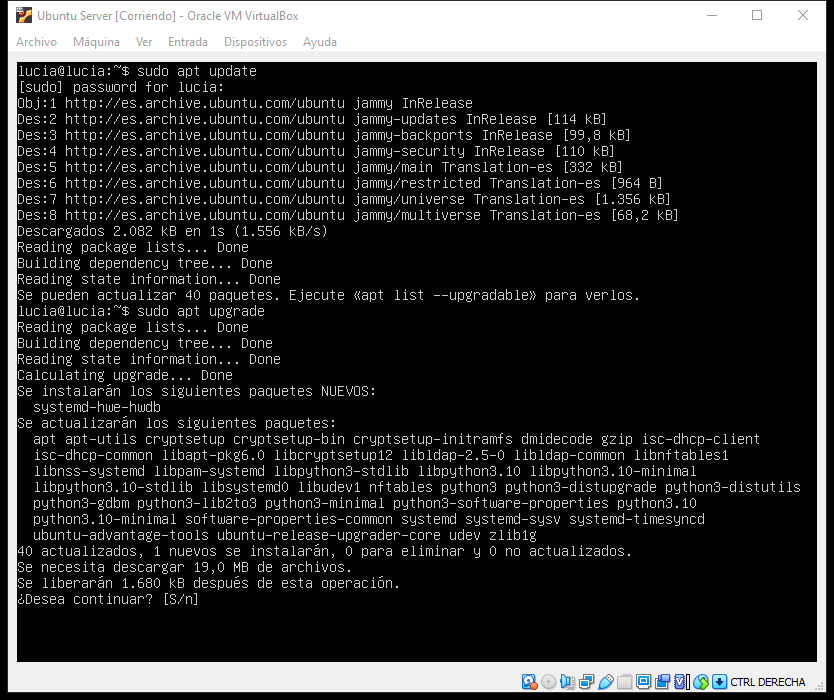 Ubuntu Server [Corriendo] - Oracle VM VirtualBox
Archivo Máquina Ver Entrada Dispositivos Ayuda
lucia@lucia:~$ sudo apt update
[sudo] password for lucia:
Obj:1 http://es.archive.ubuntu.com/ubuntu jammy InRelease
Des:2 http://es.archive.ubuntu.com/ubuntu jammy-updates InRelease [114 kB]
Des:3 http://es.archive.ubuntu.com/ubuntu jammy-backports InRelease [99,8 kB]
Des:4 http://es.archive.ubuntu.com/ubuntu jammy-security InRelease [110 kB]
Des:5 http://es.archive.ubuntu.com/ubuntu jammy/main Translation-es [332 kB]
Des:6 http://es.archive.ubuntu.com/ubuntu jammy/restricted Translation-es [964 B]
Des:7 http://es.archive.ubuntu.com/ubuntu jammy/universe Translation-es [1.356 kB]
Des:8 http://es.archive.ubuntu.com/ubuntu jammy/multiverse Translation-es [68,2 kB]
Descargados 2.082 kB en 1s (1.556 kB/s)
Reading package lists... Done
Building dependency tree... Done
Reading state information... Done
Se pueden actualizar 40 paquetes. Ejecute «apt list --upgradable» para verlos.
lucia@lucia:~$ sudo apt upgrade
Reading package lists... Done
Building dependency tree... Done
Reading state information... Done
Calculating upgrade... Done
Se instalarán los siguientes paquetes NUEVOS:
systemd-hwe-hwdb
Se actualizarán los siguientes paquetes:
apt apt-utils cryptsetup cryptsetup-bin cryptsetup-initramfs dmidecode gzip isc-dhcp-client
isc-dhcp-common libapt-pkg6.0 libcryptsetup12 libldap-2.5-0 libldap-common libnftables1
libnss-systemd libpam-systemd libpython3-stdlib libpython3.10 libpython3.10-minimal
libpython3.10-stdlib libsystemd0 libudev1 nftables python3 python3-distupgrade python3-distutils
python3-gdbm python3-lib2to3 python3-minimal python3-software-properties python3.10
python3.10-minimal software-properties-common systemd systemd-sysv systemd-timesyncd
ubuntu-advantage-tools ubuntu-release-upgrader-core udev zlib1g
40 actualizados, 1 nuevos se instalarán, 0 para eliminar y 0 no actualizados.
Se necesita descargar 19,0 MB de archivos.
Se liberarán 1.680 kB después de esta operación.
¿Desea continuar? [S/n]
CTRL DERECHA